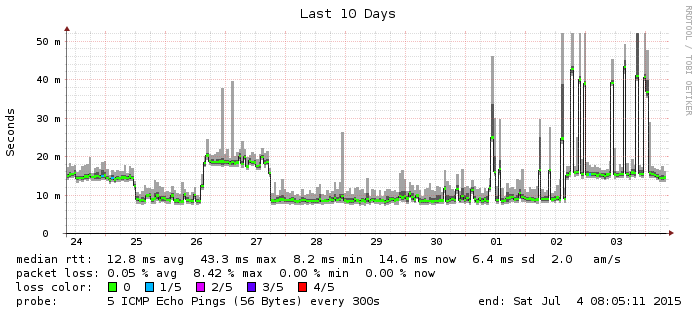 Last 10 Days
RRDTOOL / TOBI OETIKER
Seconds
50 m
40 m
30 m
20 m
10 m
0
24 25 26 27 28 29 30 01 02 03
median rtt: 12.8 ms avg 43.3 ms max 8.2 ms min 14.6 ms now 6.4 ms sd 2.0 am/s
packet loss: 0.05 % avg 8.42 % max 0.00 % min 0.00 % now
loss color: 0 1/5 2/5 3/5 4/5
probe: 5 ICMP Echo Pings (56 Bytes) every 300s end: Sat Jul 4 08:05:11 2015